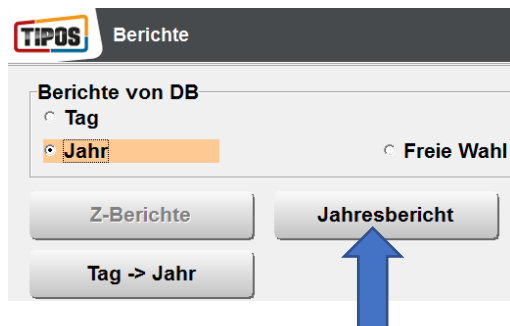 TIPOS Berichte
Berichte von DB
Tag
Jahr Freie Wahl
Z-Berichte Jahresbericht
Tag -> Jahr